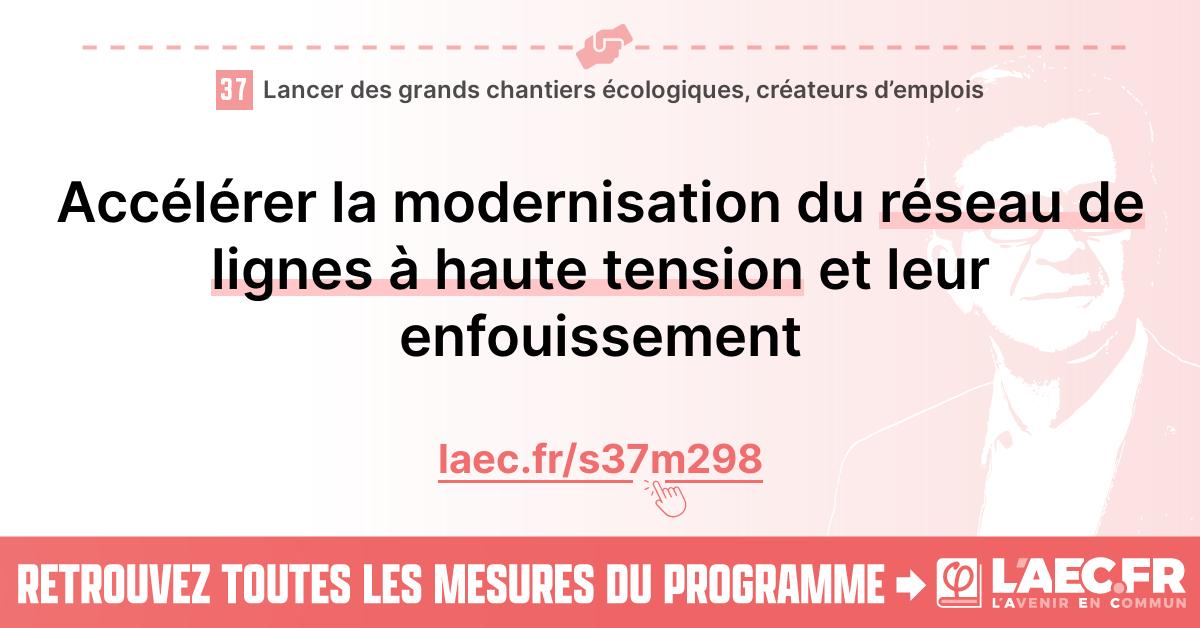 37 Lancer des grands chantiers écologiques, créateurs d’emplois
Accélérer la modernisation du réseau de
lignes à haute tension et leur
enfouissement
laec.fr/s37m298
RETROUVEZ TOUTES LES MESURES DU PROGRAMME
L'AEC.FR
L'AVENIR EN COMMUN